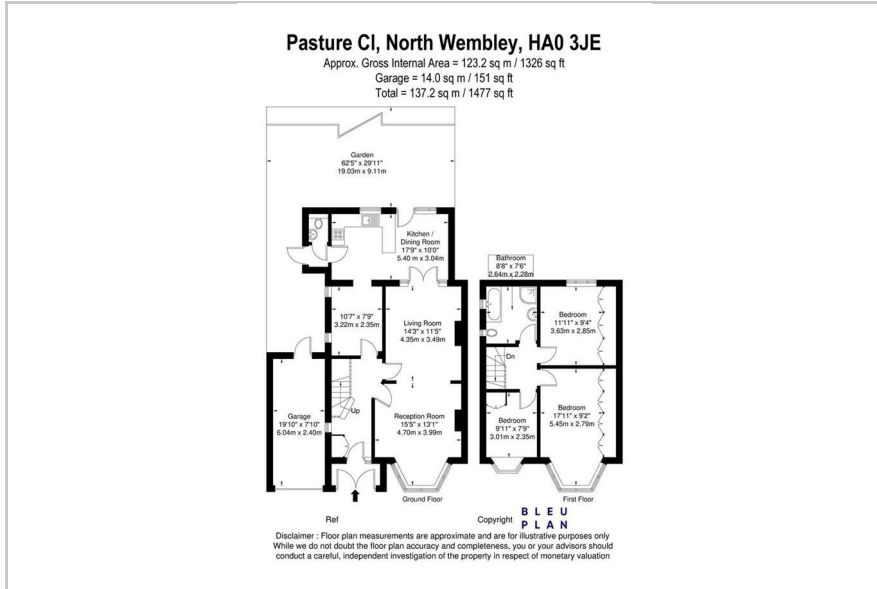 Pasture Cl, North Wembley, HA0 3JE
Approx. Gross Internal Area = 123.2 sq m / 1326 sq ft
Garage = 14.0 sq m / 151 sq ft
Total = 137.2 sq m / 1477 sq ft
Garden
62'5" x 29'11"
19.03m x 9.11m
Kitchen /
Dining Room
17'9" x 10'0"
5.40 m x 3.04m
10'7" x 7'9"
3.22m x 2.35m
Living Room
14'3" x 11'5"
4.35m x 3.49m
Up
Garage
19'10" x 7'10"
6.04m x 2.40m
Reception Room
15'5" x 13'1"
4.70m x 3.99m
Ground Floor
Bathroom
8'8" x 7'6"
2.64m x 2.28m
Bedroom
11'11" x 9'4"
3.63m x 2.85m
Dn
Bedroom
9'11" x 7'9"
3.01m x 2.35m
Bedroom
17'11" x 9'2"
5.45m x 2.79m
First Floor
Ref
Copyright
BLEU
PLAN
Disclaimer : Floor plan measurements are approximate and are for illustrative purposes only
While we do not doubt the floor plan accuracy and completeness, you or your advisors should
conduct a careful, independent investigation of the property in respect of monetary valuation